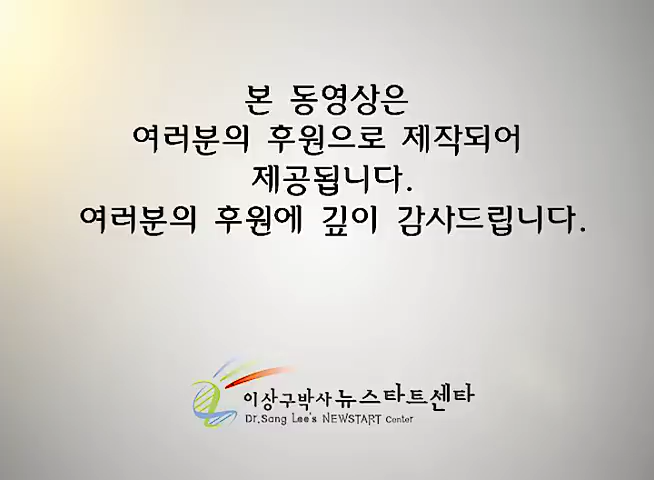 본 동영상은
여러분의 후원으로 제작되어
제공됩니다.
여러분의 후원에 깊이 감사드립니다.
이상구박사 뉴스타트센타
Dr.Sang Lee's NEWSTART Center